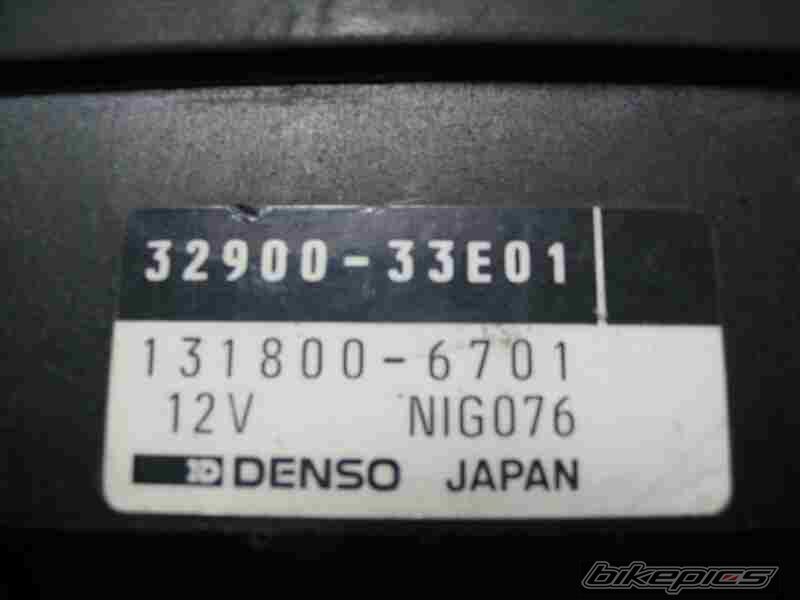 32900-33E01
131800-6701
12V NIG076
DENSO JAPAN
bikepics